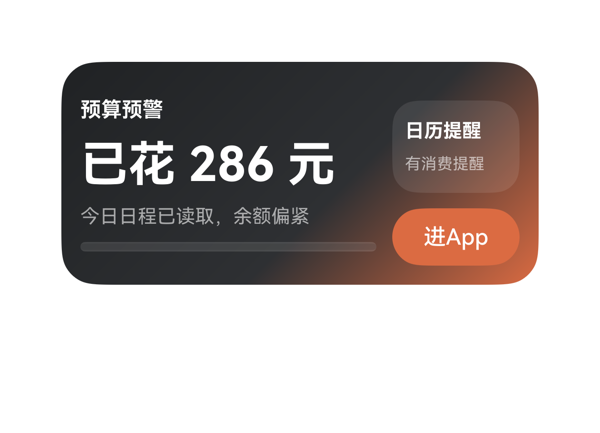 预算预警
已花 286 元
今日日程已读取，余额偏紧
日历提醒
有消费提醒
进App